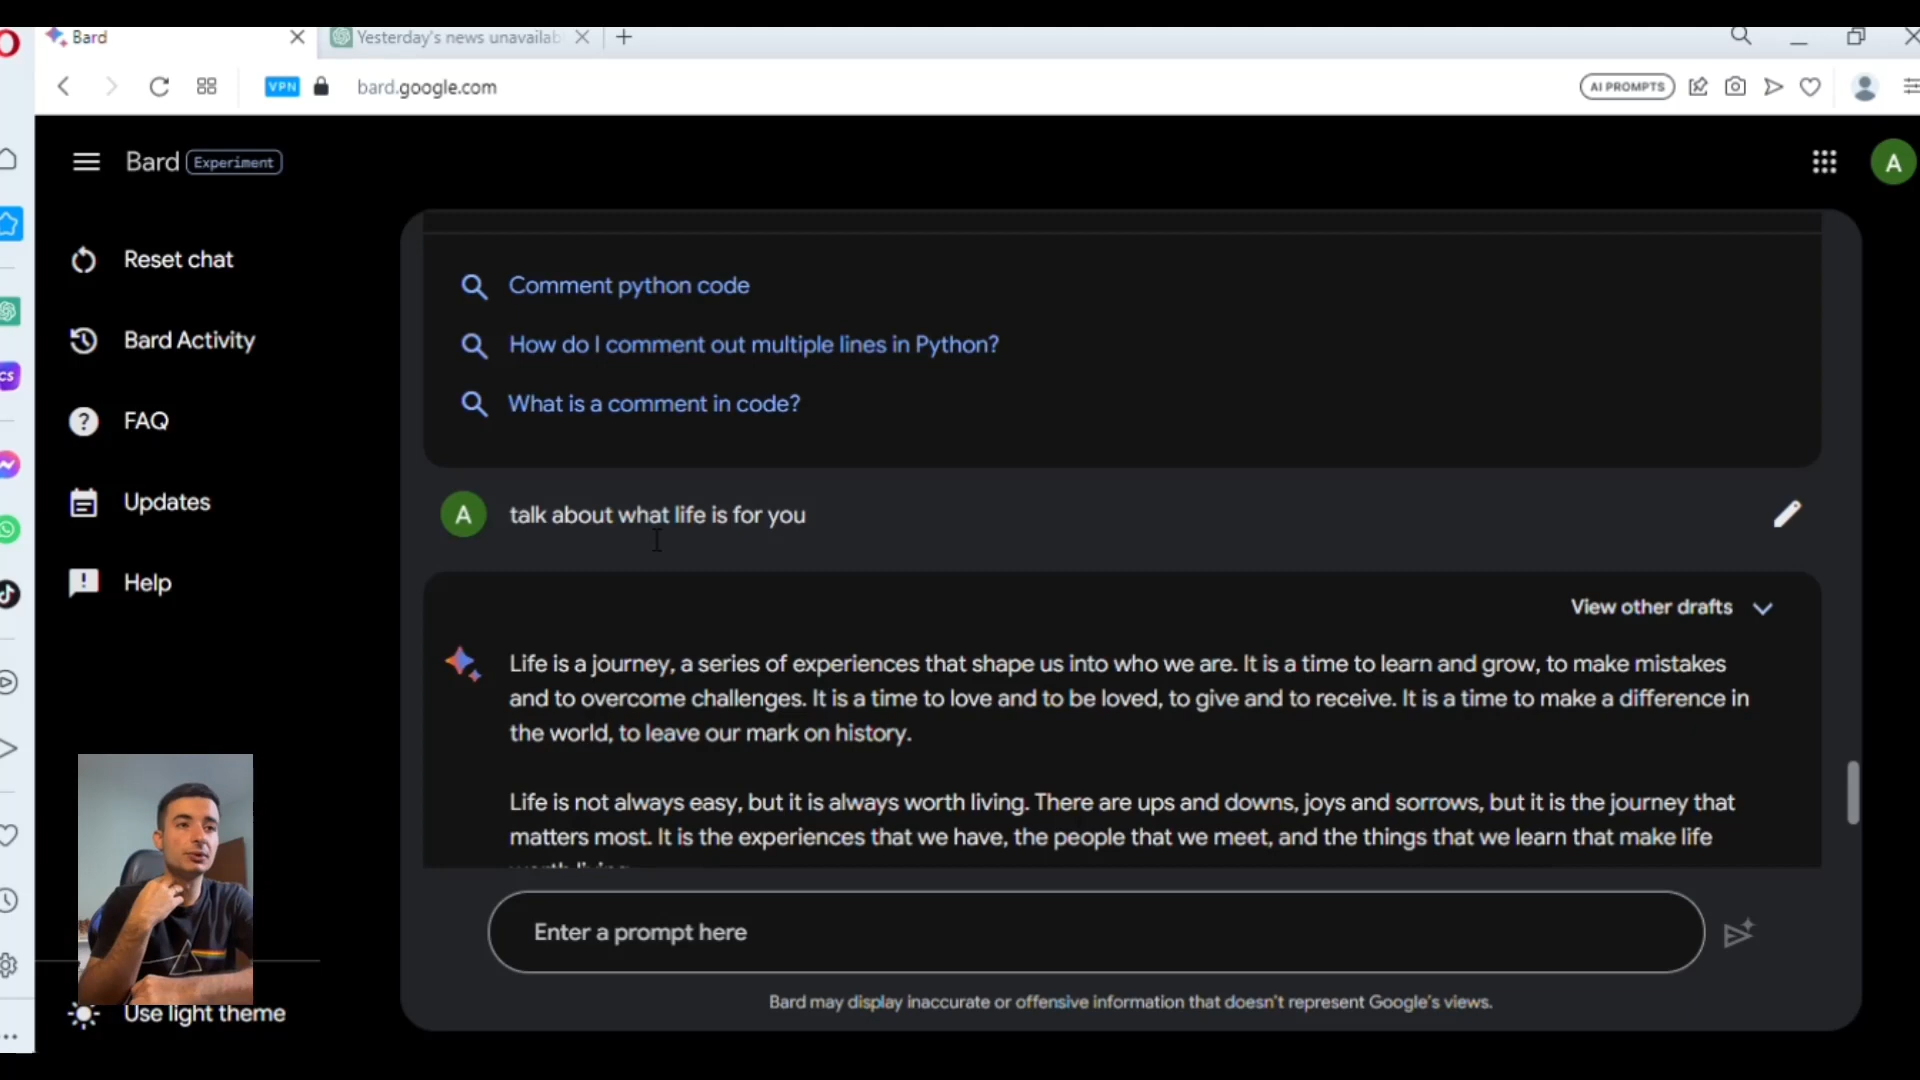 Bard
Yesterday's news unavailab
VPN
bard.google.com
AI PROMPTS
Bard Experiment
A
Reset chat
Bard Activity
FAQ
Updates
Help
Use light theme
Comment python code
How do I comment out multiple lines in Python?
What is a comment in code?
A talk about what life is for you
View other drafts
Life is a journey, a series of experiences that shape us into who we are. It is a time to learn and grow, to make mistakes
and to overcome challenges. It is a time to love and to be loved, to give and to receive. It is a time to make a difference in
the world, to leave our mark on history.
Life is not always easy, but it is always worth living. There are ups and downs, joys and sorrows, but it is the journey that
matters most. It is the experiences that we have, the people that we meet, and the things that we learn that make life
Enter a prompt here
Bard may display inaccurate or offensive information that doesn't represent Google's views.